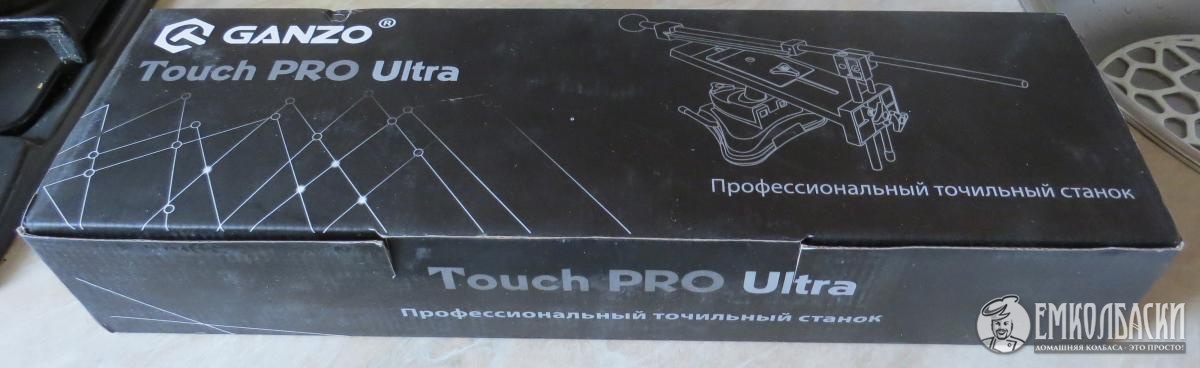 GANZO®
Touch PRO Ultra
Профессиональный точильный станок
Touch PRO Ultra
Профессиональный точильный станок
ЕМКОЛБАСКИ
ДОМАШНЯЯ КОЛБАСА - ЭТО ПРОСТО!